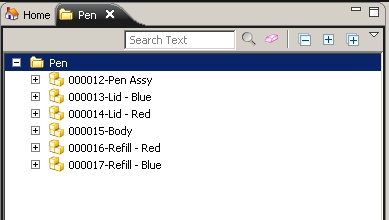 Home Pen
Search Text
Pen
000012-Pen Assy
000013-Lid - Blue
000014-Lid - Red
000015-Body
000016-Refill - Red
000017-Refill - Blue